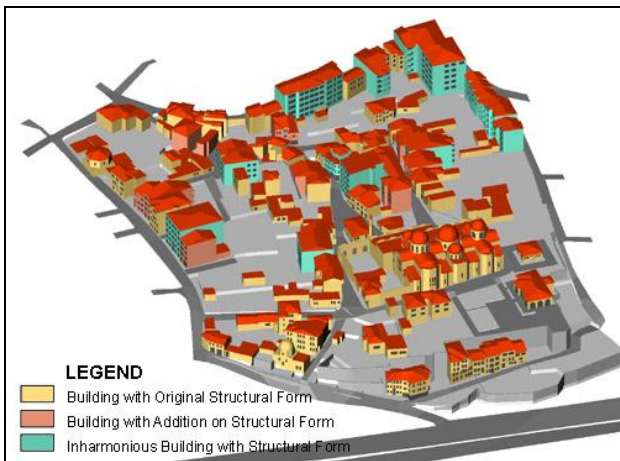 LEGEND
Building with Original Structural Form
Building with Addition on Structural Form
Inharmonious Building with Structural Form